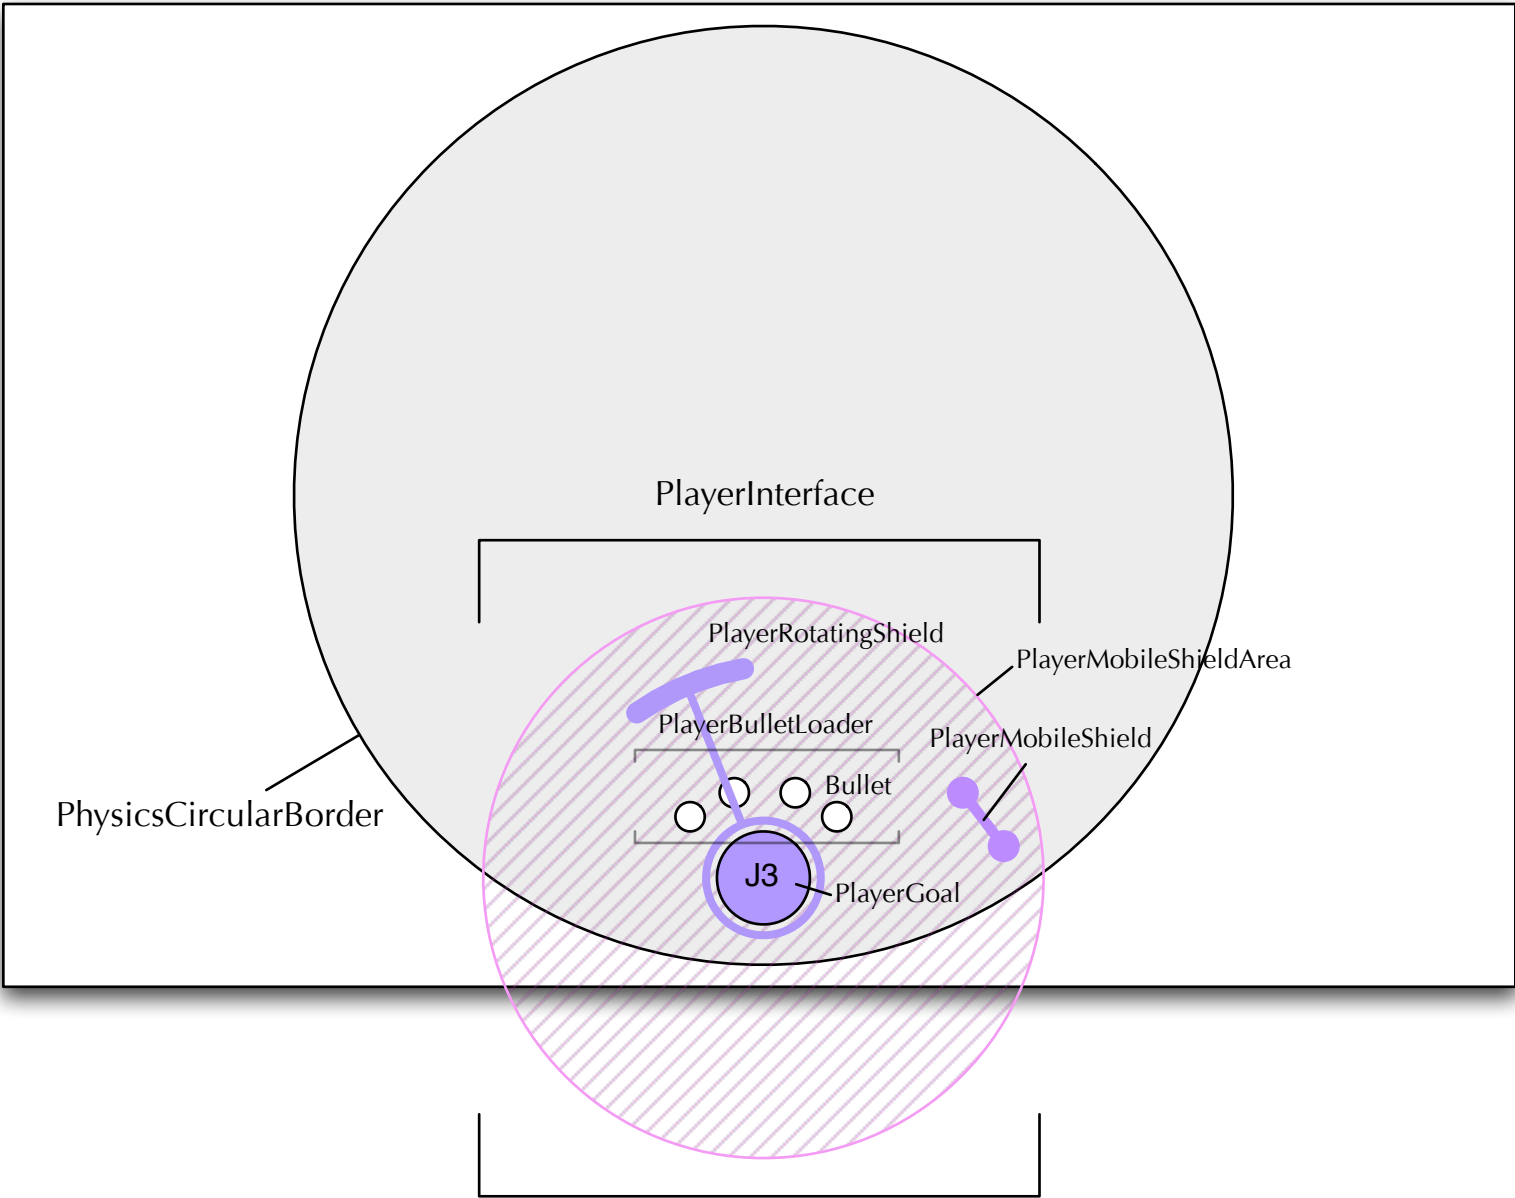 PlayerInterface
PlayerRotatingShield
PlayerMobileShieldArea
PlayerBulletLoader
PlayerMobileShield
Bullet
PhysicsCircularBorder
J3
PlayerGoal